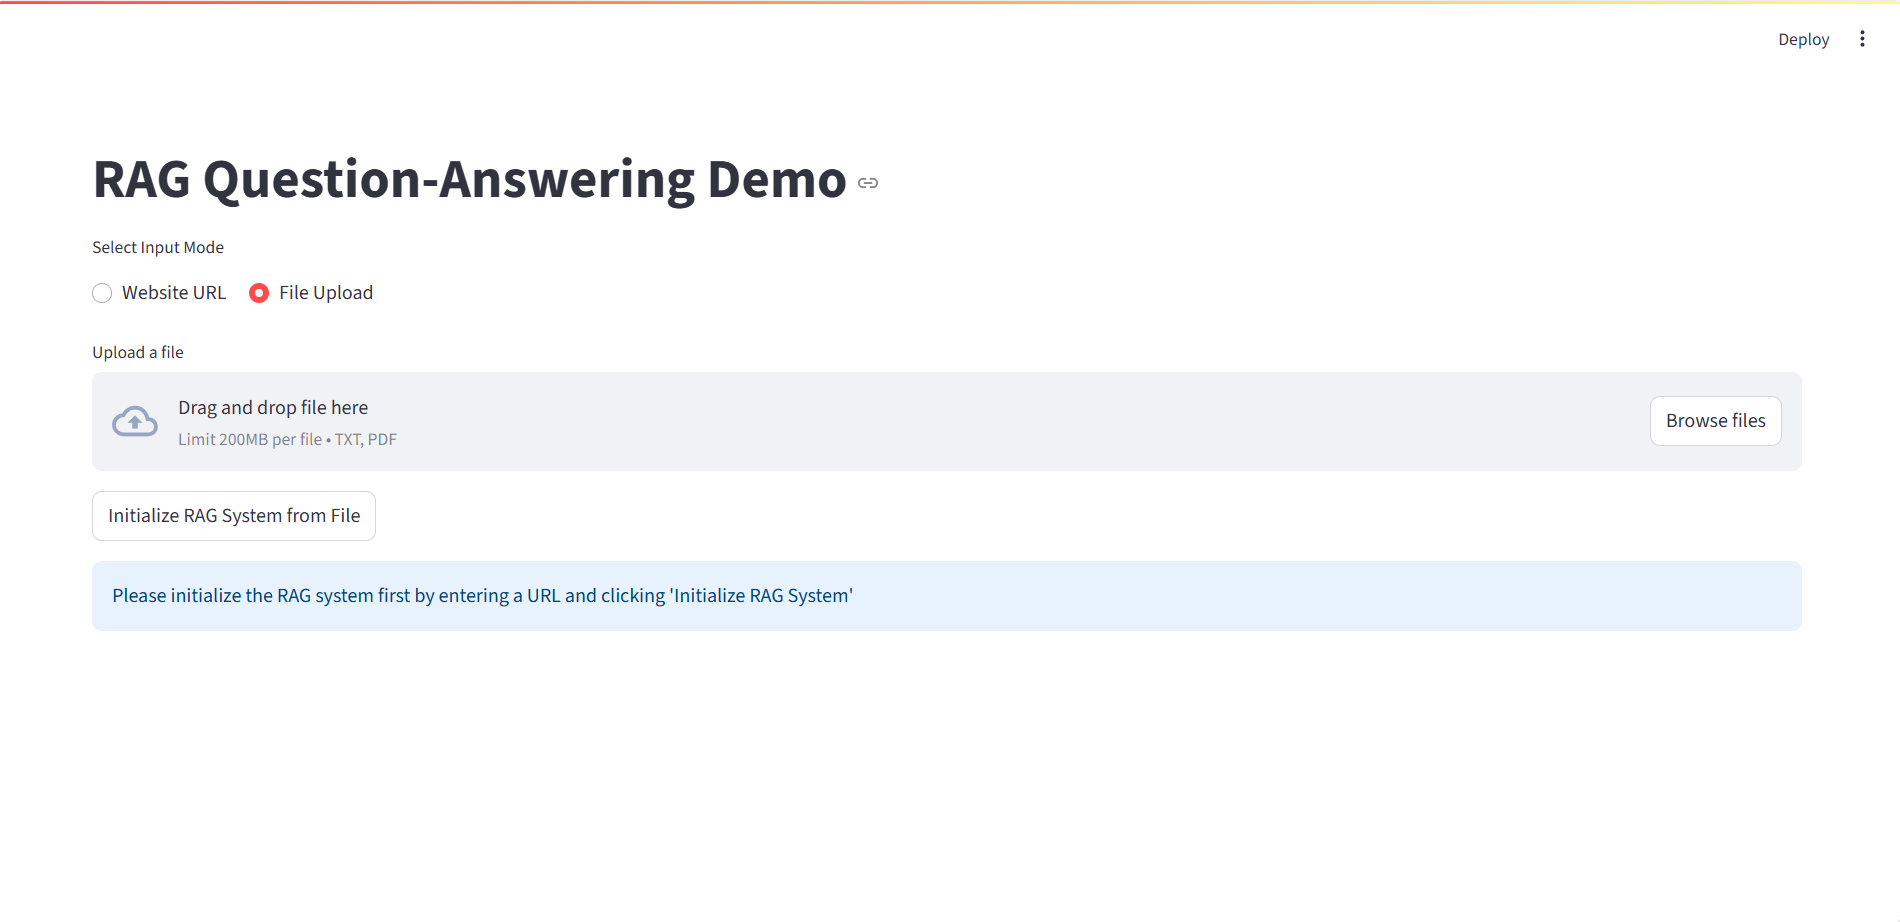 Deploy
RAG Question-Answering Demo
Select Input Mode
Website URL File Upload
Upload a file
Drag and drop file here
Limit 200MB per file • TXT, PDF
Browse files
Initialize RAG System from File
Please initialize the RAG system first by entering a URL and clicking 'Initialize RAG System'